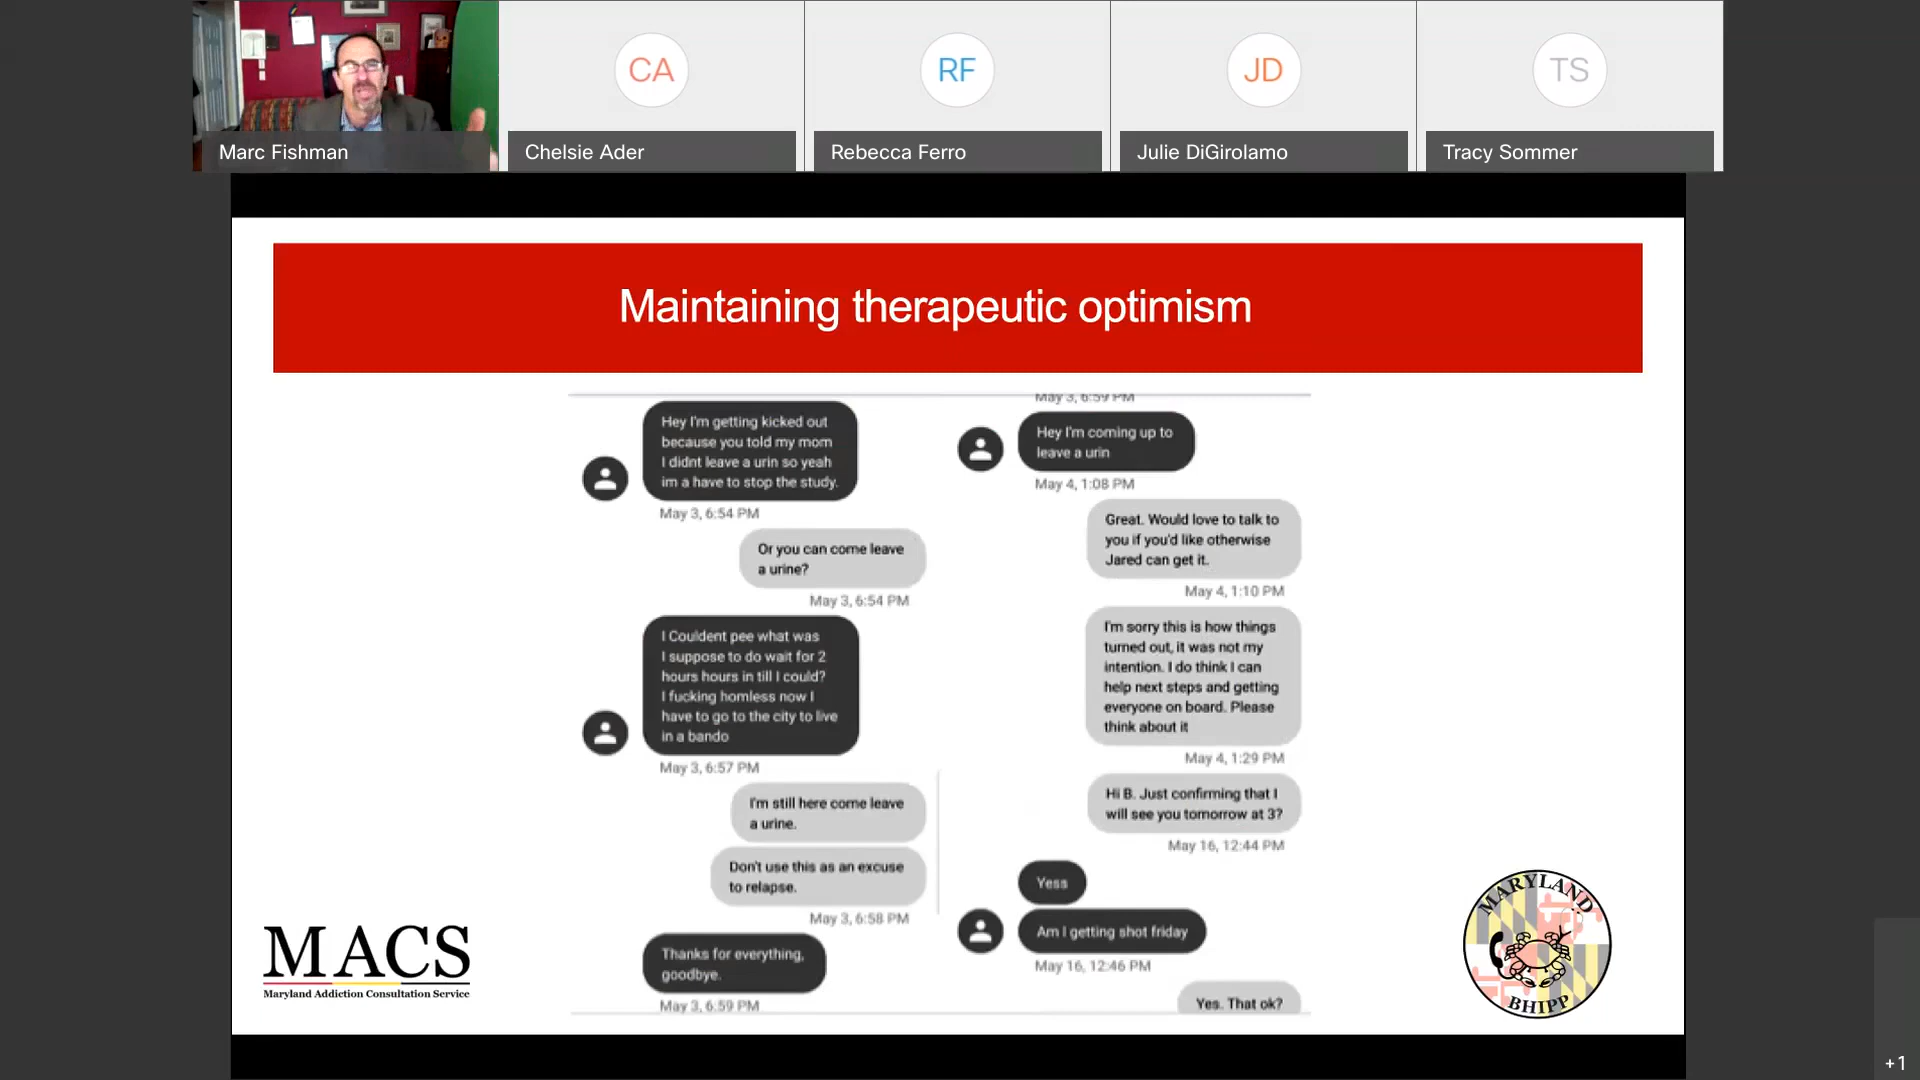 CA
RF
JD
TS
Marc Fishman
Chelsie Ader
Rebecca Ferro
Julie DiGirolamo
Tracy Sommer
Maintaining therapeutic optimism
Hey I'm getting kicked out
because you told my mom
I didnt leave a urin so yeah
im a have to stop the study.
May 3, 6:54 PM
Or you can come leave
a urine?
May 3, 6:54 PM
I Couldent pee what was
I suppose to do wait for 2
hours hours in till I could?
I fucking homless now I
have to go to the city to live
in a bando
May 3, 6:57 PM
I'm still here come leave
a urine.
Don't use this as an excuse
to relapse.
May 3, 6:58 PM
Thanks for everything,
goodbye.
May 3, 6:59 PM
May 3, 6:59 PM
Hey I'm coming up to
leave a urin
May 4, 1:08 PM
Great. Would love to talk to
you if you'd like otherwise
Jared can get it.
May 4, 1:10 PM
I'm sorry this is how things
turned out, it was not my
intention. I do think I can
help next steps and getting
everyone on board. Please
think about it
May 4, 1:29 PM
Hi B. Just confirming that I
will see you tomorrow at 3?
May 16, 12:44 PM
Yess
Am I getting shot friday
May 16, 12:46 PM
Yes. That ok?
MACS
Maryland Addiction Consultation Service
MARYLAND
BHIPP
+1